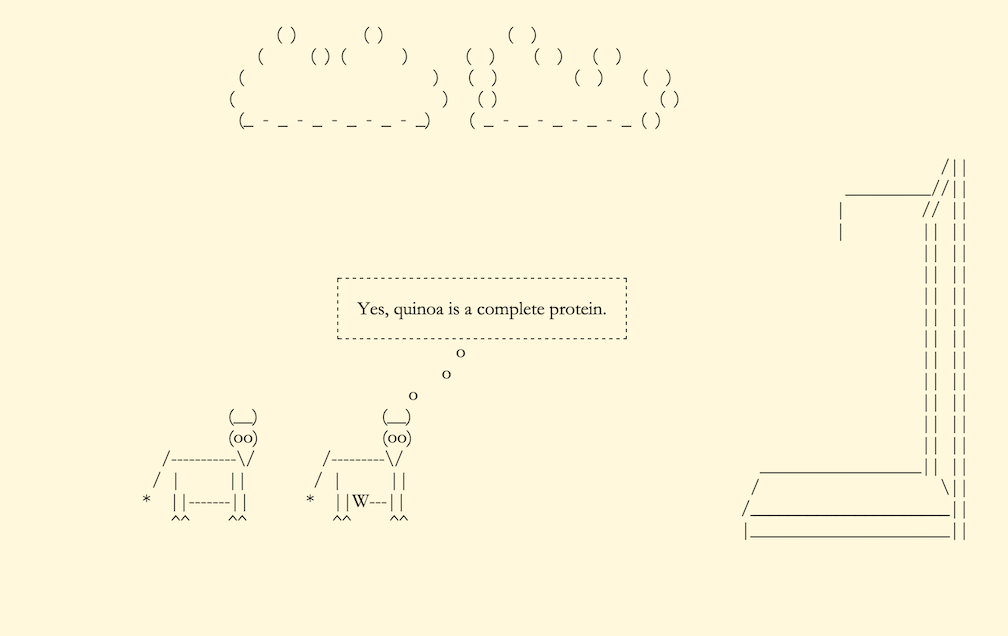 Yes, quinoa is a complete protein.